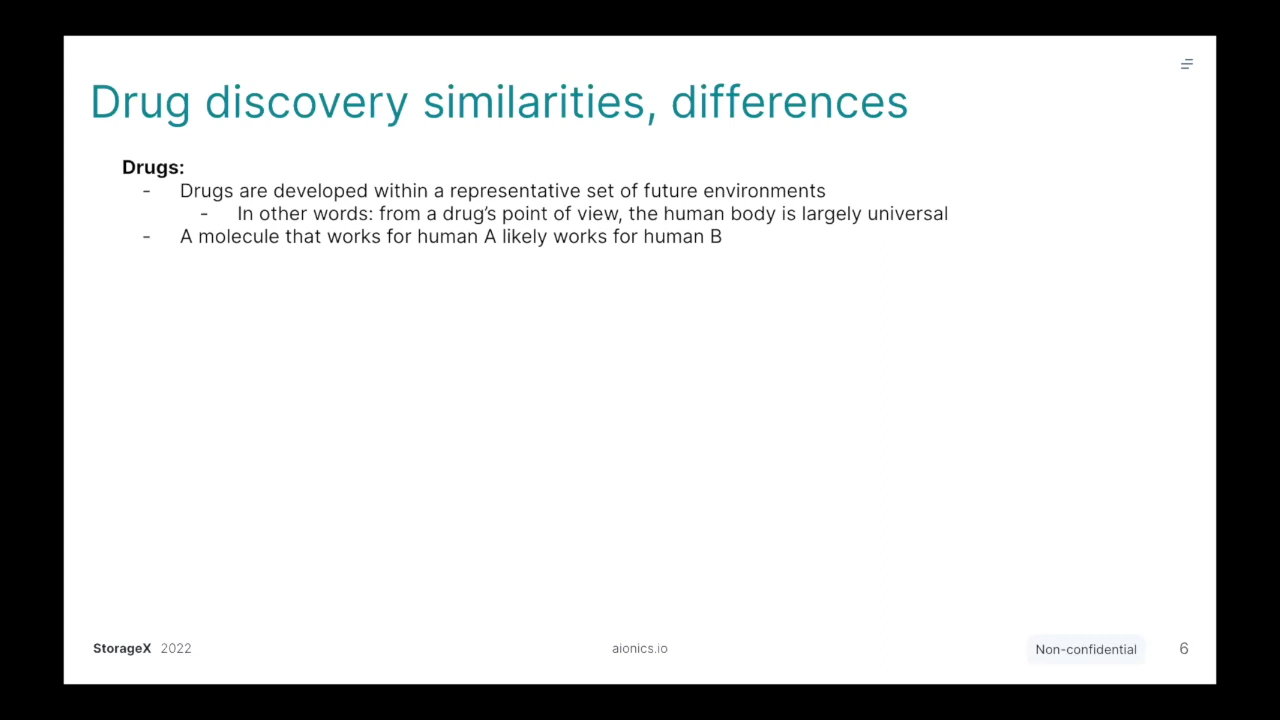 Drug discovery similarities, differences
Drugs:
- Drugs are developed within a representative set of future environments
- In other words: from a drug’s point of view, the human body is largely universal
- A molecule that works for human A likely works for human B
StorageX 2022
aionics.io
Non-confidential
6